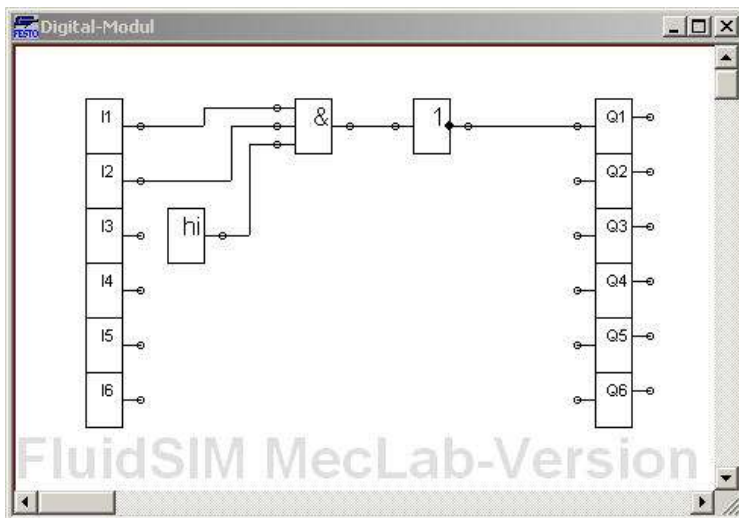 FESTO Digital-Modul
I1 & 1 Q1
I2 Q2
I3 hi Q3
I4 Q4
I5 Q5
I6 Q6
FluidSIM MecLab-Version